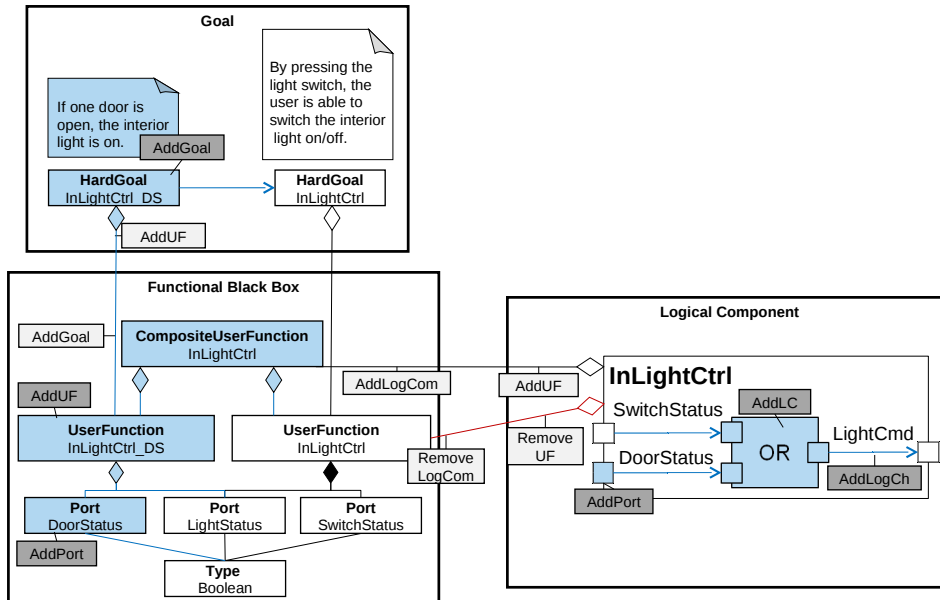 Goal
If one door is
open, the interior
light is on.
By pressing the
light switch, the
user is able to
switch the interior
light on/off.
AddGoal
HardGoal
InLightCtrl_DS
HardGoal
InLightCtrl
AddUF
Functional Black Box
AddGoal
CompositeUserFunction
InLightCtrl
AddLogCom
AddUF
AddUF
UserFunction
InLightCtrl_DS
UserFunction
InLightCtrl
Remove
LogCom
Remove
UF
Port
DoorStatus
Port
LightStatus
Port
SwitchStatus
AddPort
Type
Boolean
Logical Component
InLightCtrl
SwitchStatus
AddLC
DoorStatus
OR
LightCmd
AddLogCh
AddPort